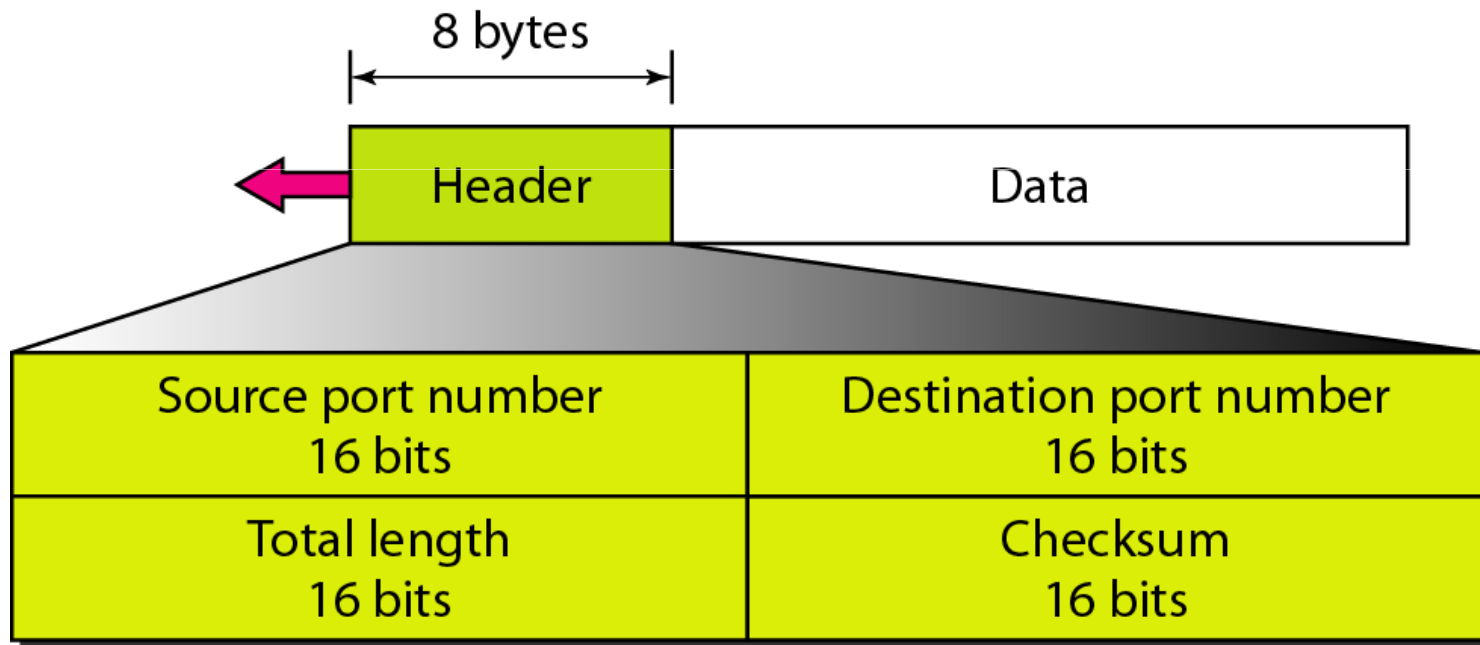 8 bytes
Header
Data
Source port number
16 bits
Destination port number
16 bits
Total length
16 bits
Checksum
16 bits